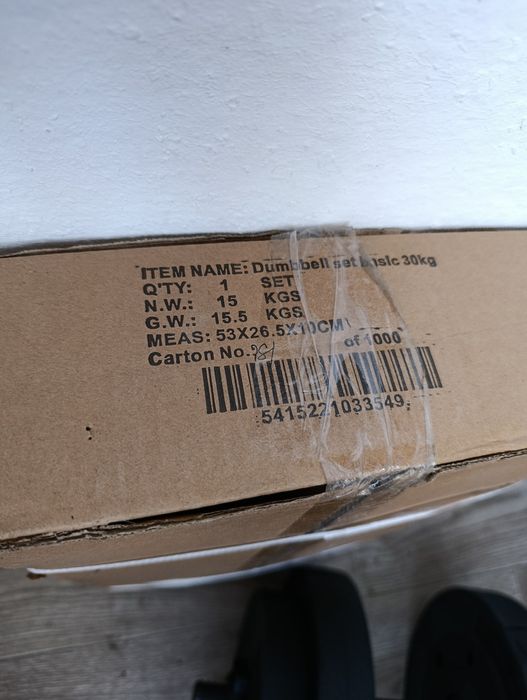 ITEM NAME: Dumbbell set basic 30kg
Q'TY: 1 SET
N.W.: 15 KGS
G.W.: 15.5 KGS
MEAS: 53X26.5X10CM
Carton No. of 1000
5415221033549